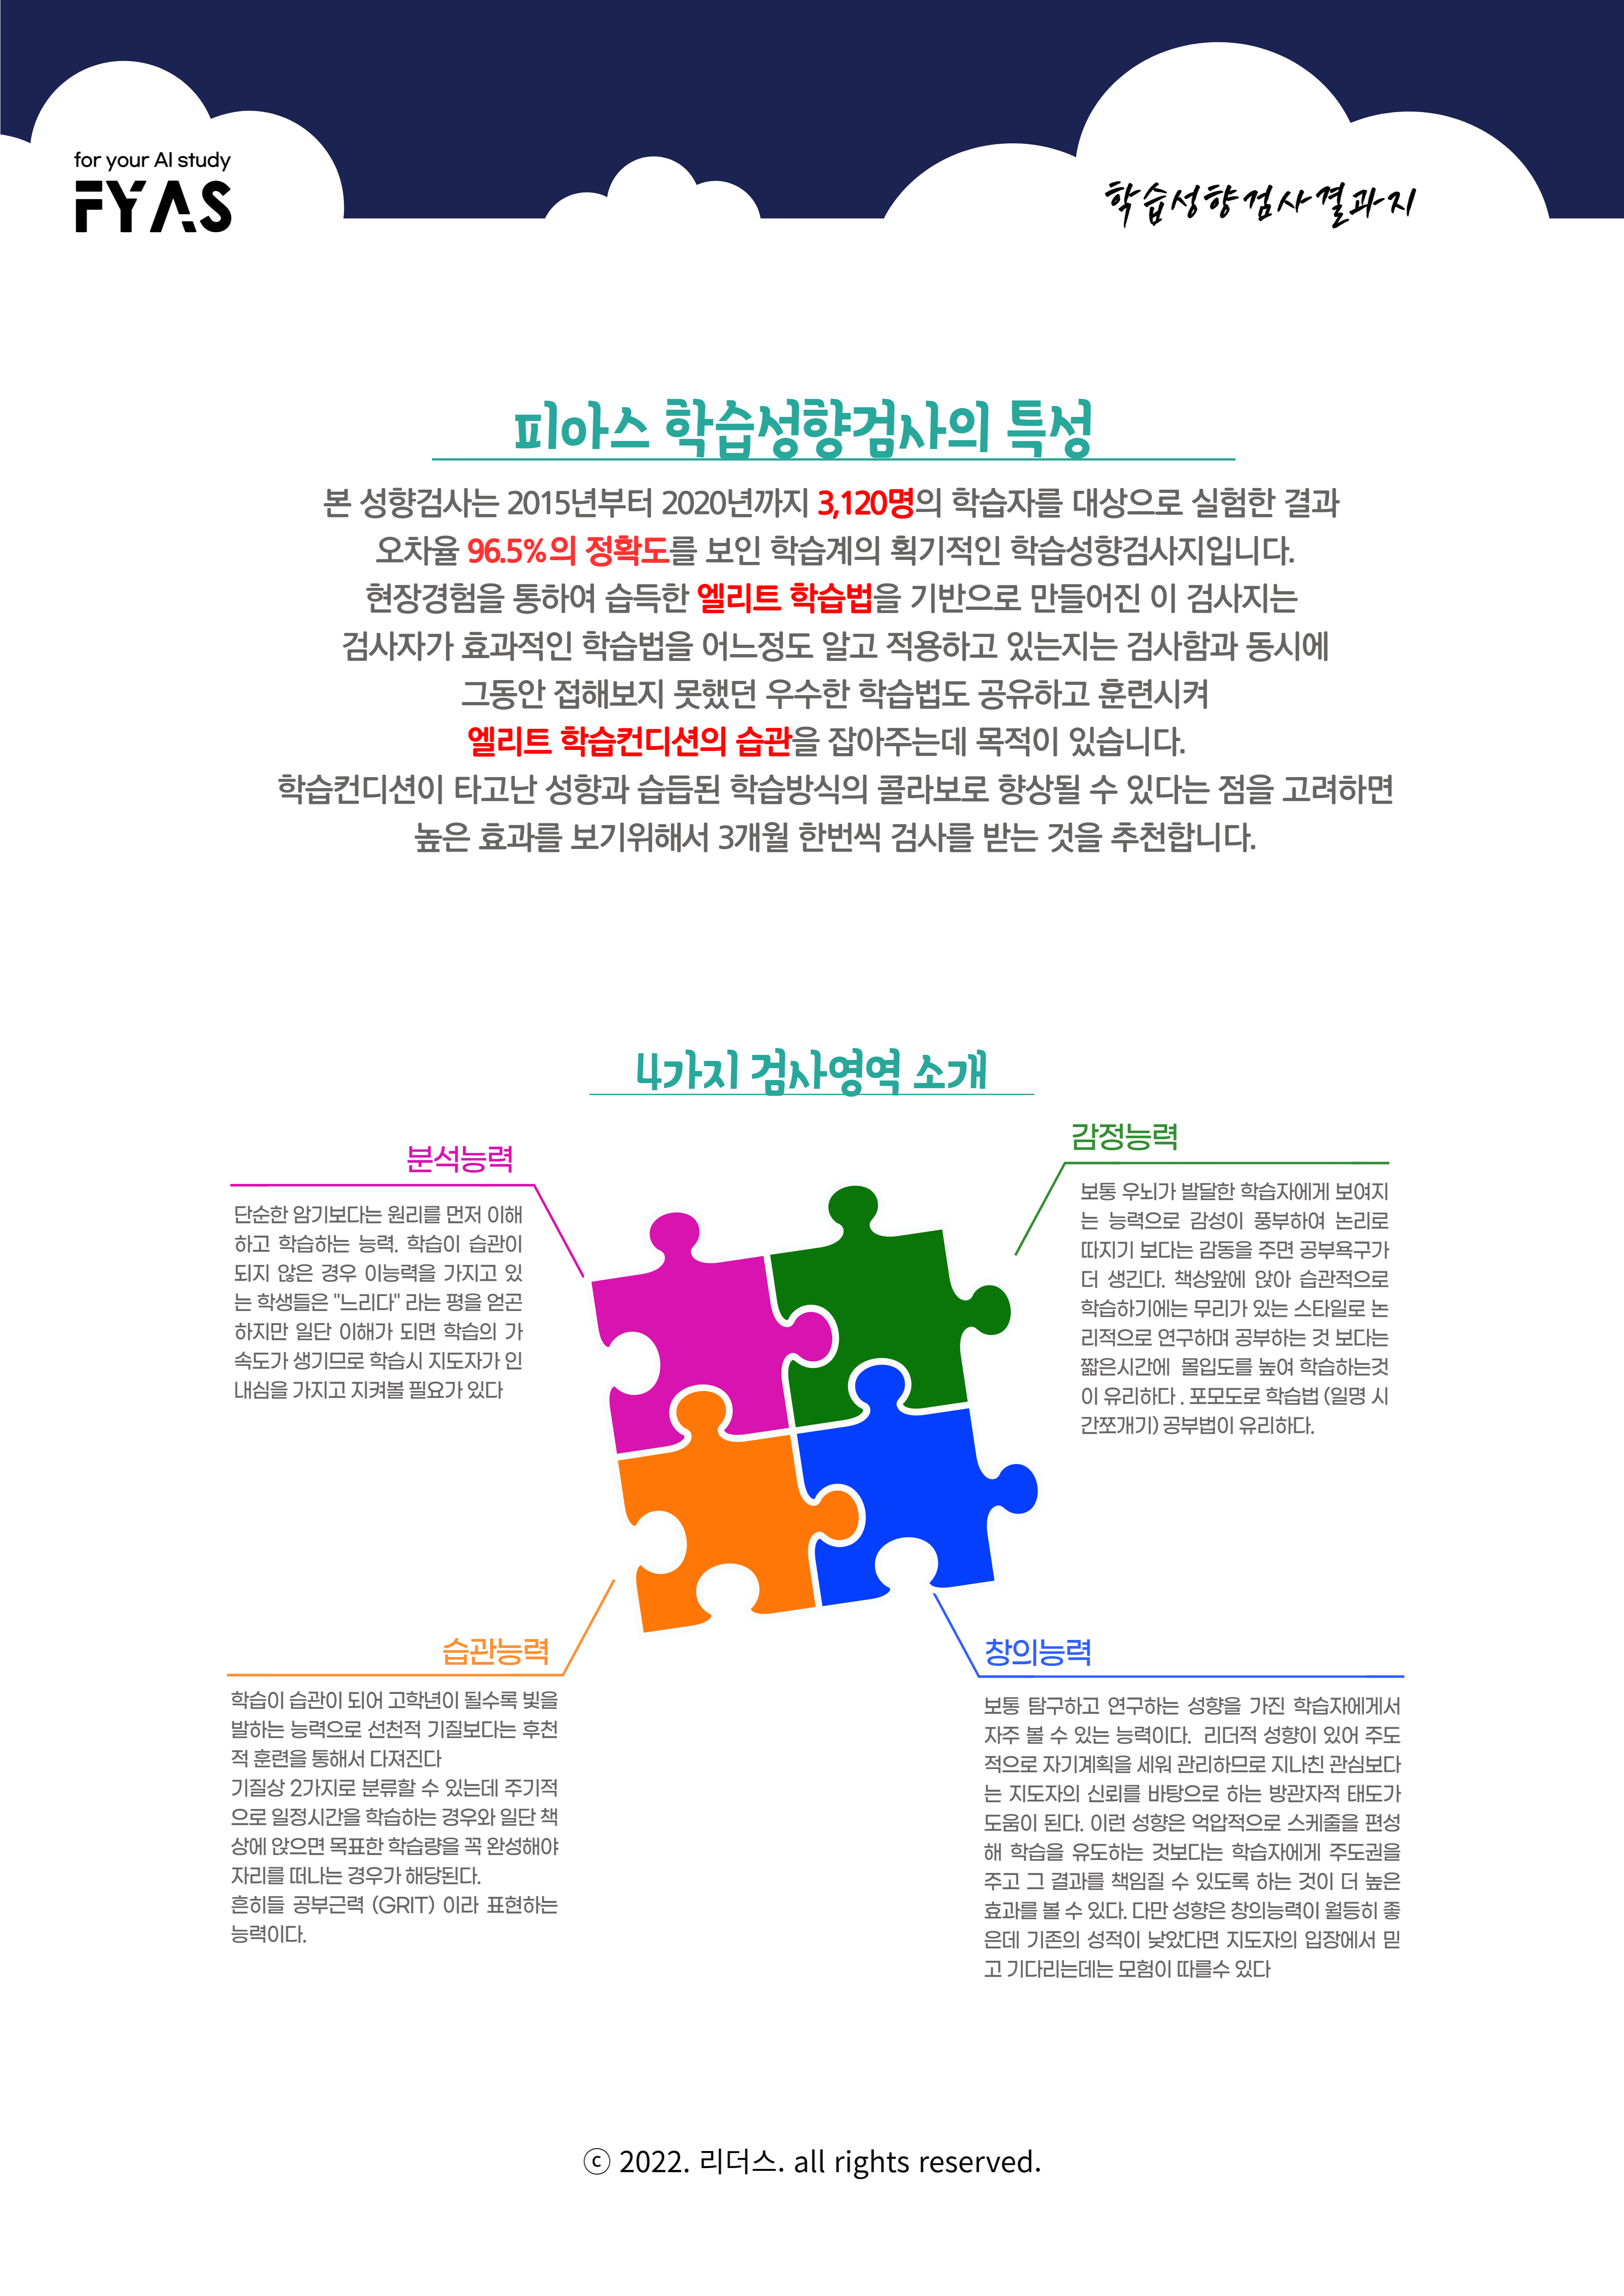 for your AI study
FYAS
학습성향검사결과지
피아스 학습성향검사의 특성
본 성향검사는 2015년부터 2020년까지 3,120명의 학습자를 대상으로 실험한 결과
오차율 96.5%의 정확도를 보인 학습계의 획기적인 학습성향검사지입니다.
현장경험을 통하여 습득한 엘리트 학습법을 기반으로 만들어진 이 검사지는
검사자가 효과적인 학습법을 어느정도 알고 적용하고 있는지는 검사함과 동시에
그동안 접해보지 못했던 우수한 학습법도 공유하고 훈련시켜
엘리트 학습컨디션의 습관을 잡아주는데 목적이 있습니다.
학습컨디션이 타고난 성향과 습듭된 학습방식의 콜라보로 향상될 수 있다는 점을 고려하면
높은 효과를 보기위해서 3개월 한번씩 검사를 받는 것을 추천합니다.
4가지 검사영역 소개
분석능력
단순한 암기보다는 원리를 먼저 이해
하고 학습하는 능력. 학습이 습관이
되지 않은 경우 이능력을 가지고 있
는 학생들은 "느리다" 라는 평을 얻곤
하지만 일단 이해가 되면 학습의 가
속도가 생기므로 학습시 지도자가 인
내심을 가지고 지켜볼 필요가 있다
감정능력
보통 우뇌가 발달한 학습자에게 보여지
는 능력으로 감성이 풍부하여 논리로
따지기 보다는 감동을 주면 공부욕구가
더 생긴다. 책상앞에 앉아 습관적으로
학습하기에는 무리가 있는 스타일로 논
리적으로 연구하며 공부하는 것 보다는
짧은시간에 몰입도를 높여 학습하는것
이 유리하다 . 포모도로 학습법 (일명 시
간쪼개기) 공부법이 유리하다.
습관능력
학습이 습관이 되어 고학년이 될수록 빛을
발하는 능력으로 선천적 기질보다는 후천
적 훈련을 통해서 다져진다
기질상 2가지로 분류할 수 있는데 주기적
으로 일정시간을 학습하는 경우와 일단 책
상에 앉으면 목표한 학습량을 꼭 완성해야
자리를 떠나는 경우가 해당된다.
흔히들 공부근력 (GRIT) 이라 표현하는
능력이다.
창의능력
보통 탐구하고 연구하는 성향을 가진 학습자에게서
자주 볼 수 있는 능력이다. 리더적 성향이 있어 주도
적으로 자기계획을 세워 관리하므로 지나친 관심보다
는 지도자의 신뢰를 바탕으로 하는 방관자적 태도가
도움이 된다. 이런 성향은 억압적으로 스케줄을 편성
해 학습을 유도하는 것보다는 학습자에게 주도권을
주고 그 결과를 책임질 수 있도록 하는 것이 더 높은
효과를 볼 수 있다. 다만 성향은 창의능력이 월등히 좋
은데 기존의 성적이 낮았다면 지도자의 입장에서 믿
고 기다리는데는 모험이 따를수 있다
ⓒ 2022. 리더스. all rights reserved.